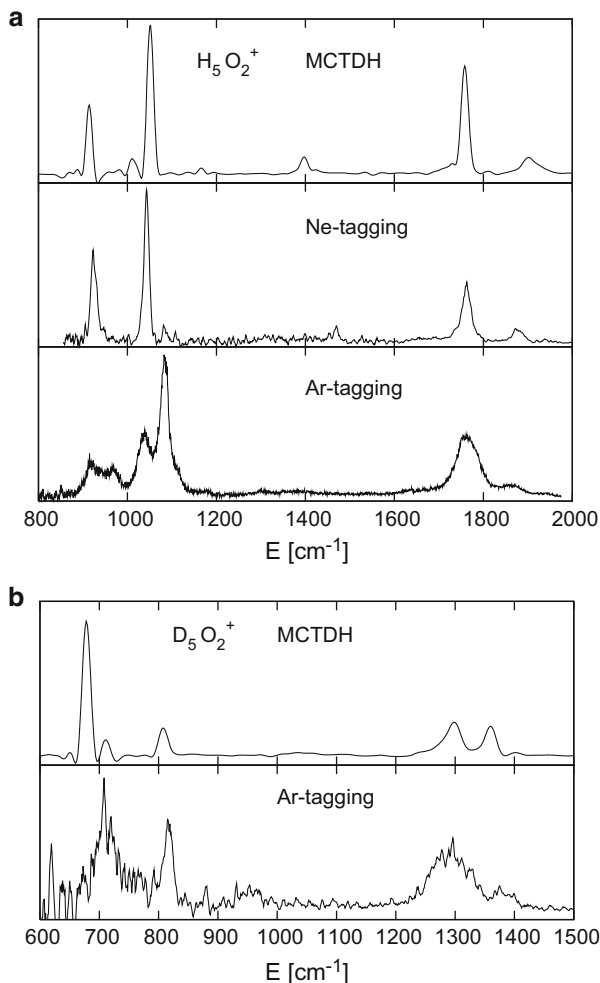 a
H5O2+ MCTDH
Ne-tagging
Ar-tagging
800 1000 1200 1400 1600 1800 2000
E [cm-1]
b
D5O2+ MCTDH
Ar-tagging
600 700 800 900 1000 1100 1200 1300 1400 1500
E [cm-1]